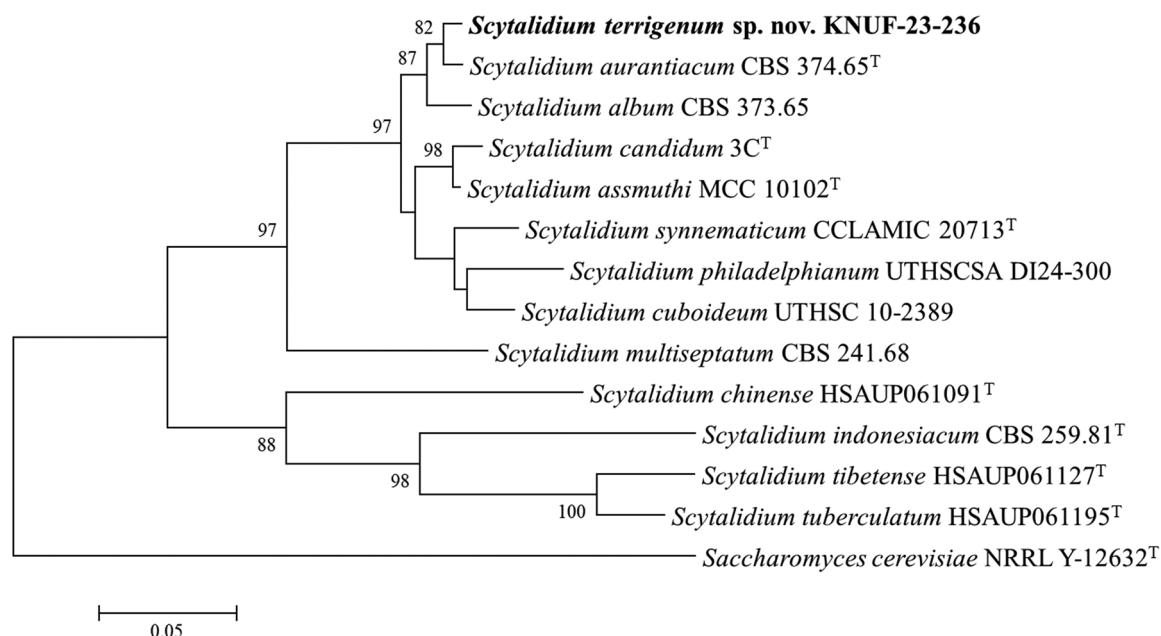 82
Scytalidium terrigenum sp. nov. KNUF-23-236
87
Scytalidium aurantiacum CBS 374.65ᵀ
Scytalidium album CBS 373.65
97
98
Scytalidium candidum 3Cᵀ
Scytalidium assmuthi MCC 10102ᵀ
97
Scytalidium synnematicum CCLAMIC 20713ᵀ
Scytalidium philadelphianum UTHSCSA DI24-300
Scytalidium cuboideum UTHSC 10-2389
Scytalidium multiseptatum CBS 241.68
Scytalidium chinense HSAUP061091ᵀ
88
Scytalidium indonesiacum CBS 259.81ᵀ
98
Scytalidium tibetense HSAUP061127ᵀ
100
Scytalidium tuberculatum HSAUP061195ᵀ
Saccharomyces cerevisiae NRRL Y-12632ᵀ
0.05